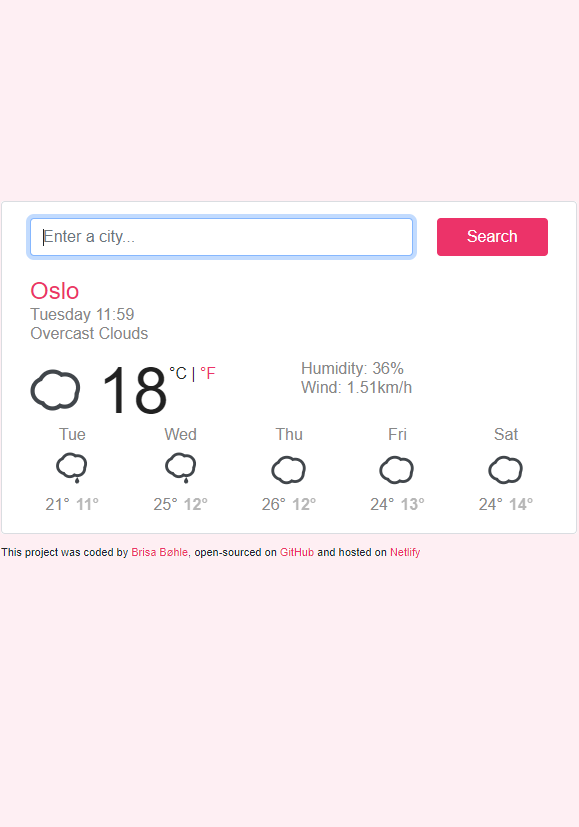 Enter a city...
Search
Oslo
Tuesday 11:59
Overcast Clouds
18 °C | °F
Humidity: 36%
Wind: 1.51km/h
Tue Wed Thu Fri Sat
21° 11° 25° 12° 26° 12° 24° 13° 24° 14°
This project was coded by Brisa Bøhle, open-sourced on GitHub and hosted on Netlify